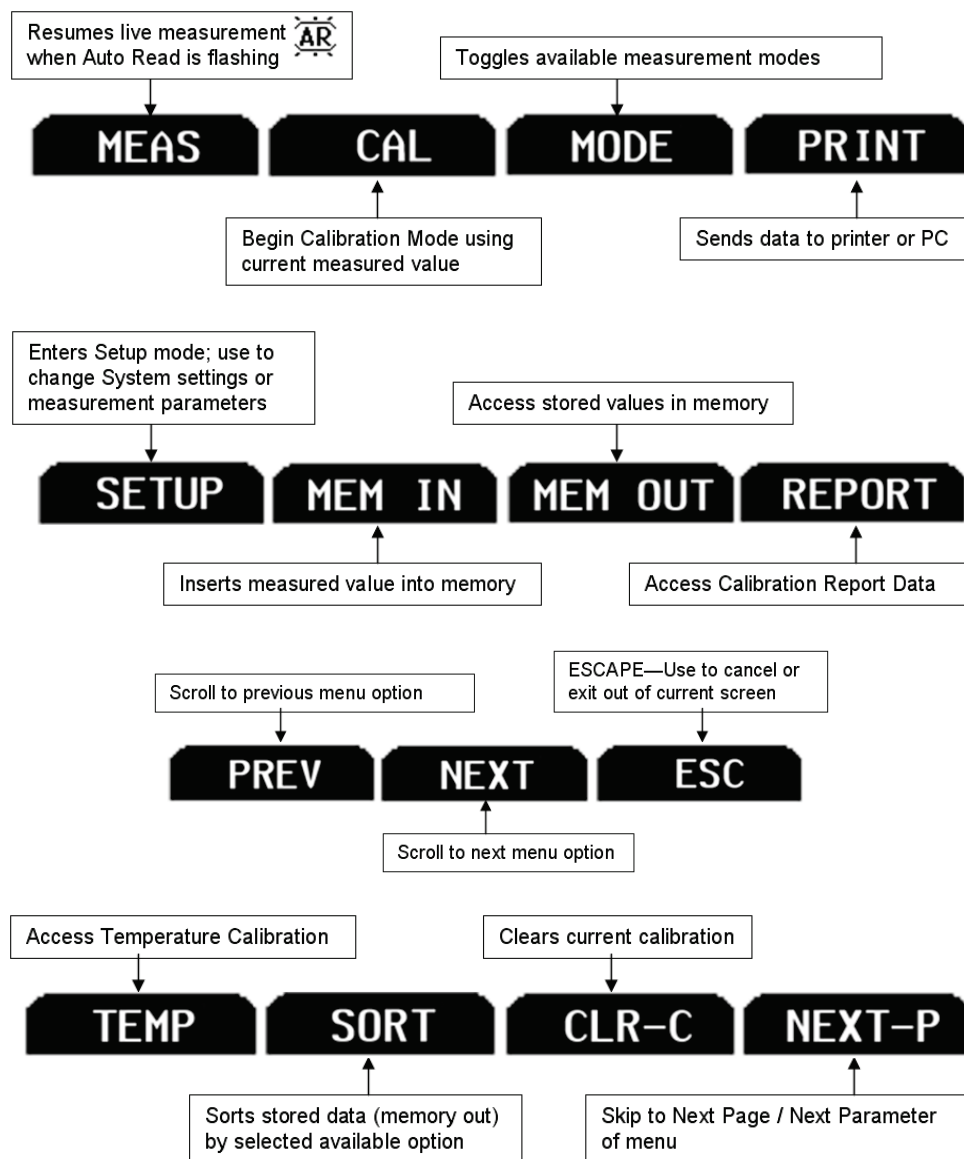 Resumes live measurement AR
when Auto Read is flashing
Toggles available measurement modes
MEAS CAL MODE PRINT
Begin Calibration Mode using
current measured value
Sends data to printer or PC
Enters Setup mode; use to
change System settings or
measurement parameters
Access stored values in memory
SETUP MEM IN MEM OUT REPORT
Inserts measured value into memory
Access Calibration Report Data
Scroll to previous menu option
ESCAPE—Use to cancel or
exit out of current screen
PREV NEXT ESC
Scroll to next menu option
Access Temperature Calibration
Clears current calibration
TEMP SORT CLR-C NEXT-P
Sorts stored data (memory out)
by selected available option
Skip to Next Page / Next Parameter
of menu